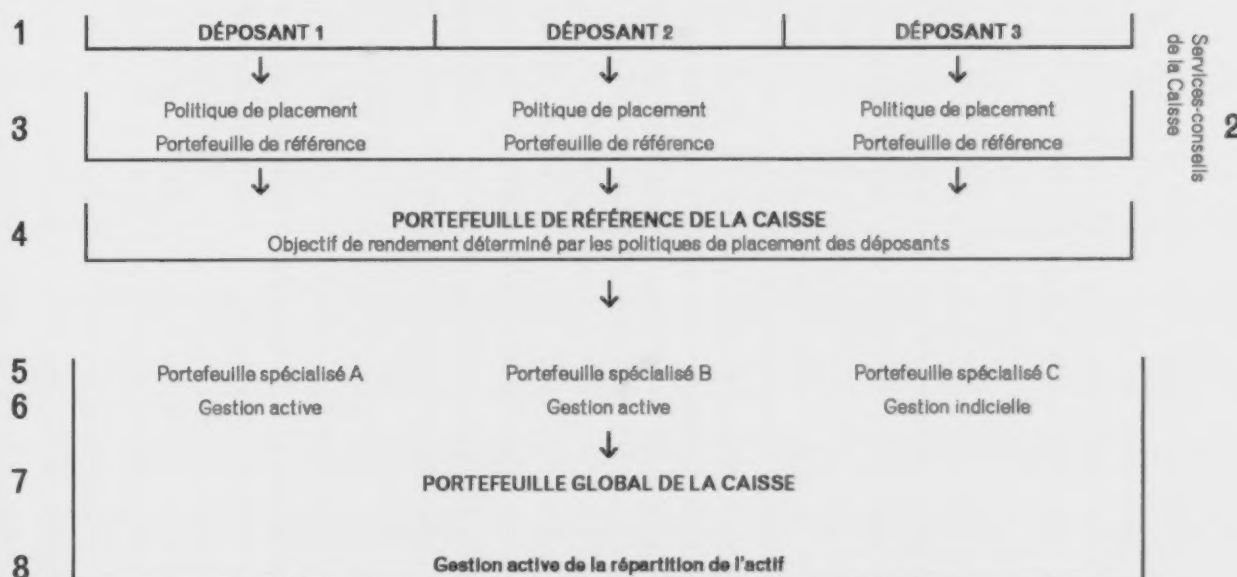 1 DÉPOSANT 1 DÉPOSANT 2 DÉPOSANT 3
Services-conseils
de la Caisse
2
3
Politique de placement Politique de placement Politique de placement
Portefeuille de référence Portefeuille de référence Portefeuille de référence
4
PORTEFEUILLE DE RÉFÉRENCE DE LA CAISSE
Objectif de rendement déterminé par les politiques de placement des déposants
5 Portefeuille spécialisé A Portefeuille spécialisé B Portefeuille spécialisé C
6 Gestion active Gestion active Gestion indicielle
7 PORTEFEUILLE GLOBAL DE LA CAISSE
8 Gestion active de la répartition de l'actif